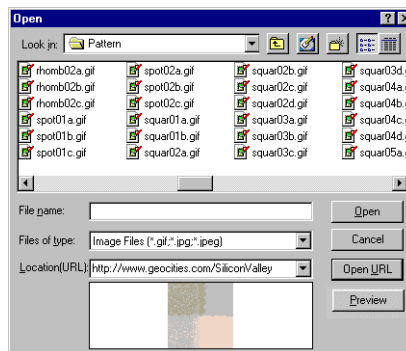 Open
Look in: Pattern
rhomb02a.gif spot02a.gif squar02b.gif squar03d.
rhomb02b.gif spot02b.gif squar02c.gif squar04a.
rhomb02c.gif spot02c.gif squar02d.gif squar04b.
spot01a.gif squar01a.gif squar03a.gif squar04c.
spot01b.gif squar01b.gif squar03b.gif squar04d.
spot01c.gif squar02a.gif squar03c.gif squar05a.
File name: Open
Files of type: Image Files (*.gif;*.jpg;*.jpeg) Cancel
Location(URL): http://www.geocities.com/SiliconValley Open URL
Preview